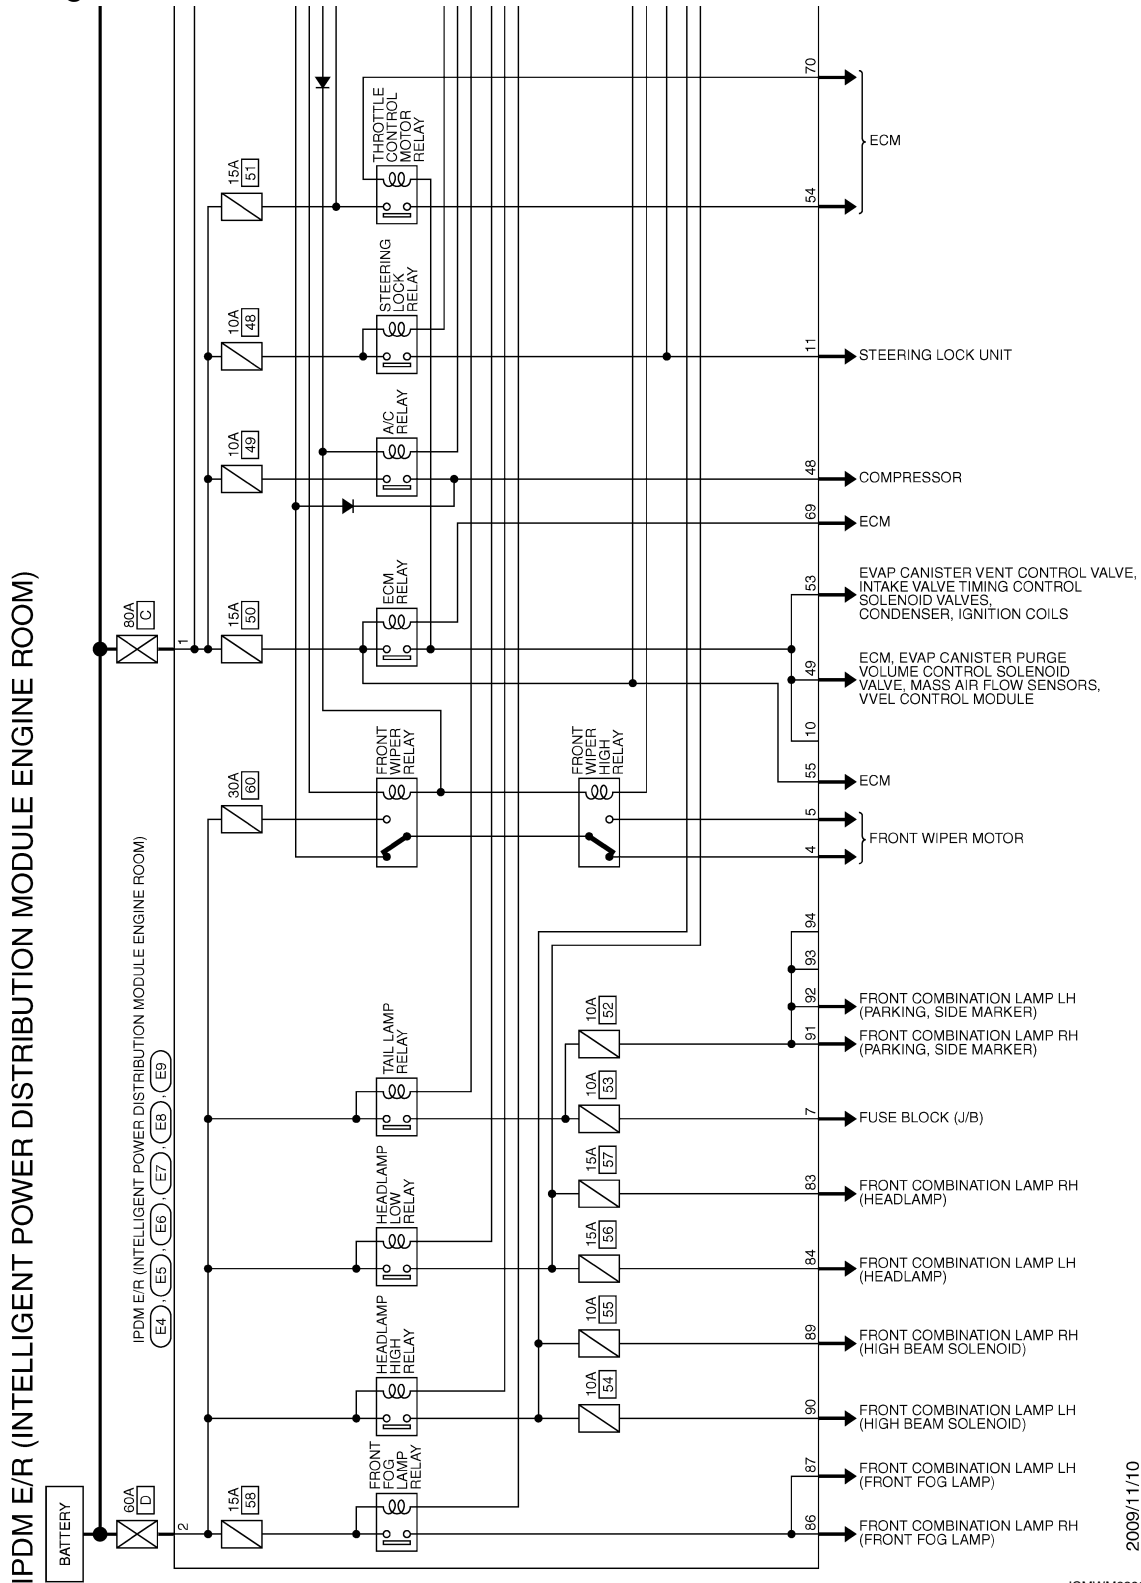 IPDM E/R (INTELLIGENT POWER DISTRIBUTION MODULE ENGINE ROOM)
BATTERY
80A
C
60A
D
1
2
IPDM E/R (INTELLIGENT POWER DISTRIBUTION MODULE ENGINE ROOM)
E4 , E5 , E6 , E7 , E8 , E9
15A
51
THROTTLE
CONTROL
MOTOR
RELAY
70
54
ECM
10A
48
STEERING
LOCK
RELAY
11
STEERING LOCK UNIT
10A
49
A/C
RELAY
48
COMPRESSOR
69
ECM
15A
50
ECM
RELAY
53
EVAP CANISTER VENT CONTROL VALVE,
INTAKE VALVE TIMING CONTROL
SOLENOID VALVES,
CONDENSER, IGNITION COILS
49
ECM, EVAP CANISTER PURGE
VOLUME CONTROL SOLENOID
VALVE, MASS AIR FLOW SENSORS,
VVEL CONTROL MODULE
10
55
ECM
30A
60
FRONT
WIPER
RELAY
FRONT
WIPER
HIGH
RELAY
5
4
FRONT WIPER MOTOR
94
93
92
FRONT COMBINATION LAMP LH
(PARKING, SIDE MARKER)
10A
52
91
FRONT COMBINATION LAMP RH
(PARKING, SIDE MARKER)
TAIL LAMP
RELAY
10A
53
7
FUSE BLOCK (J/B)
15A
57
83
FRONT COMBINATION LAMP RH
(HEADLAMP)
HEADLAMP
LOW
RELAY
15A
56
84
FRONT COMBINATION LAMP LH
(HEADLAMP)
10A
55
89
FRONT COMBINATION LAMP RH
(HIGH BEAM SOLENOID)
HEADLAMP
HIGH
RELAY
10A
54
90
FRONT COMBINATION LAMP LH
(HIGH BEAM SOLENOID)
87
FRONT COMBINATION LAMP LH
(FRONT FOG LAMP)
15A
58
FRONT
FOG
LAMP
RELAY
86
FRONT COMBINATION LAMP RH
(FRONT FOG LAMP)
2009/11/10